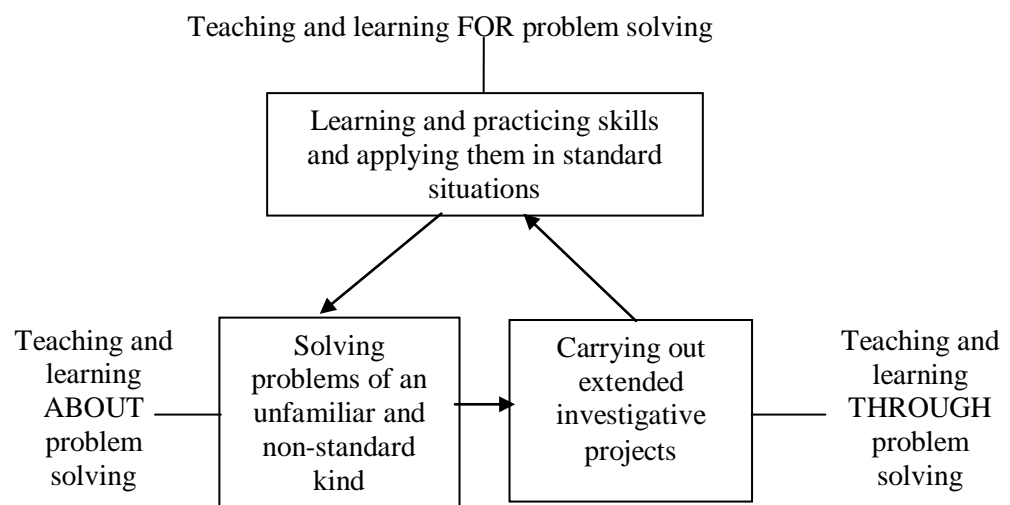 Teaching and learning FOR problem solving
Learning and practicing skills
and applying them in standard
situations
Teaching and
learning
ABOUT
problem
solving
Solving
problems of an
unfamiliar and
non-standard
kind
Carrying out
extended
investigative
projects
Teaching and
learning
THROUGH
problem
solving